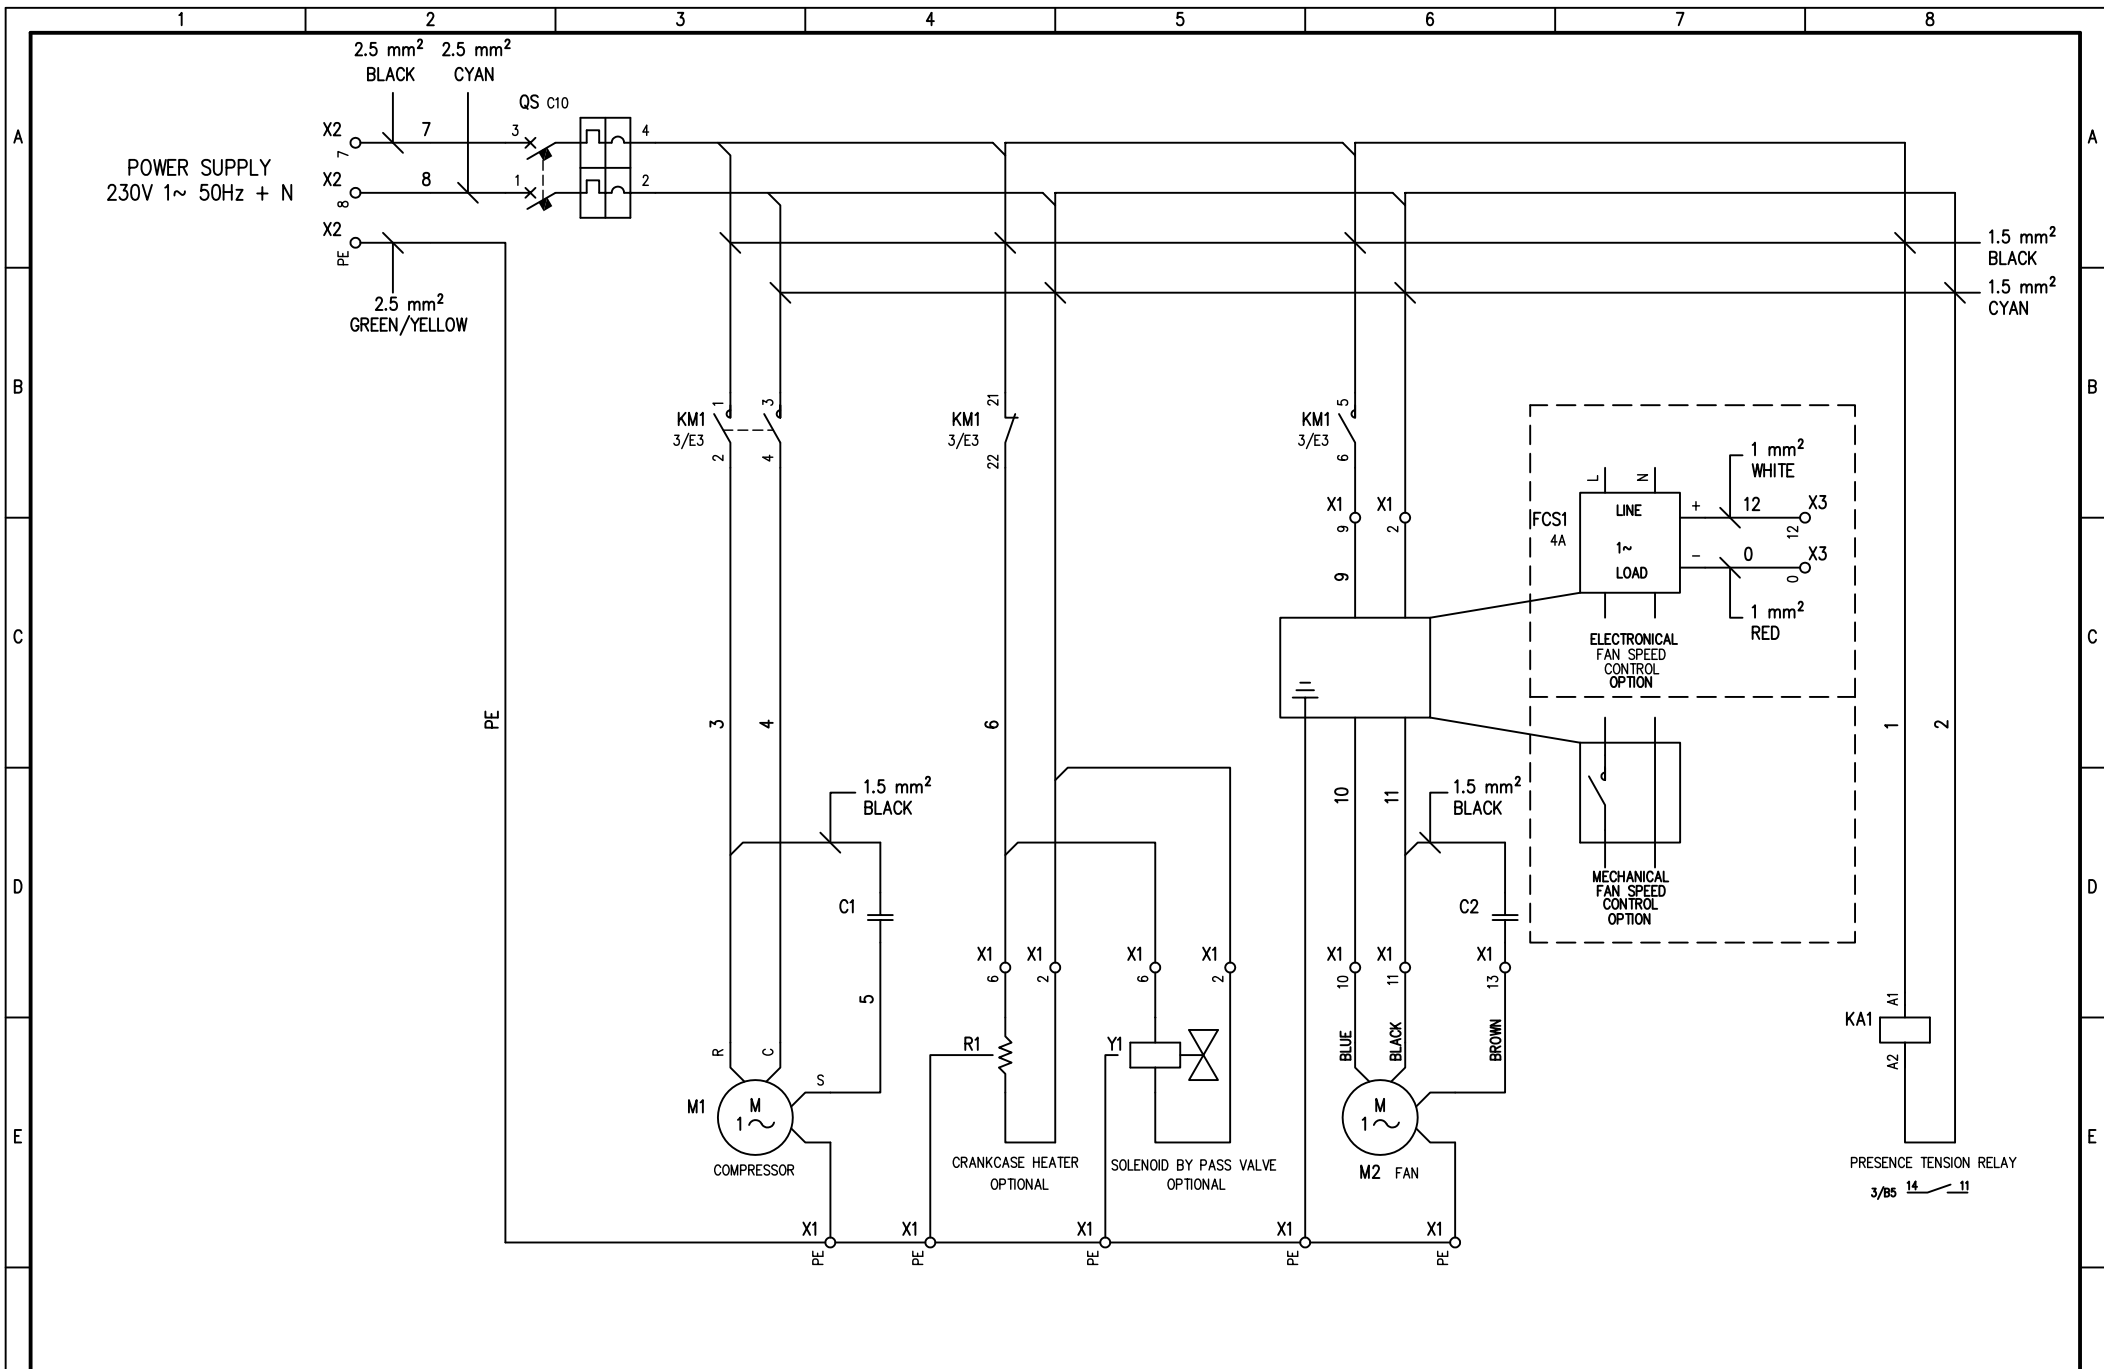 1 2 3 4 5 6 7 8
2.5 mm² 2.5 mm²
BLACK CYAN
QS C10
A A
X2 7 3 4
7
POWER SUPPLY
230V 1~ 50Hz + N
X2 8 1 2
8
X2
PE
1.5 mm²
BLACK
2.5 mm²
GREEN/YELLOW
1.5 mm²
CYAN
B B
KM1 1 3
3/E3
2 4
KM1 21
3/E3
22
KM1 5
3/E3
6
1 mm²
WHITE
L N
X1 X1
9 2
FCS1
4A
LINE
1~
LOAD
+ 12 X3
12
- 0 X3
0
1 mm²
RED
9
C C
ELECTRONICAL
FAN SPEED
CONTROL
OPTION
PE 3 4 6 1 2
1.5 mm²
BLACK
10 11
1.5 mm²
BLACK
D D
MECHANICAL
FAN SPEED
CONTROL
OPTION
C1 C2
X1 X1 X1 X1 X1 X1 X1
6 2 6 2 10 11 13
5
A1
KA1
A2
R C
S
R1 Y1
BLUE BLACK BROWN
M1 M
1~
M
1~
E E
COMPRESSOR
CRANKCASE HEATER
OPTIONAL
SOLENOID BY PASS VALVE
OPTIONAL
M2 FAN
PRESENCE TENSION RELAY
3/B5 14 11
X1 X1 X1 X1 X1
PE PE PE PE PE